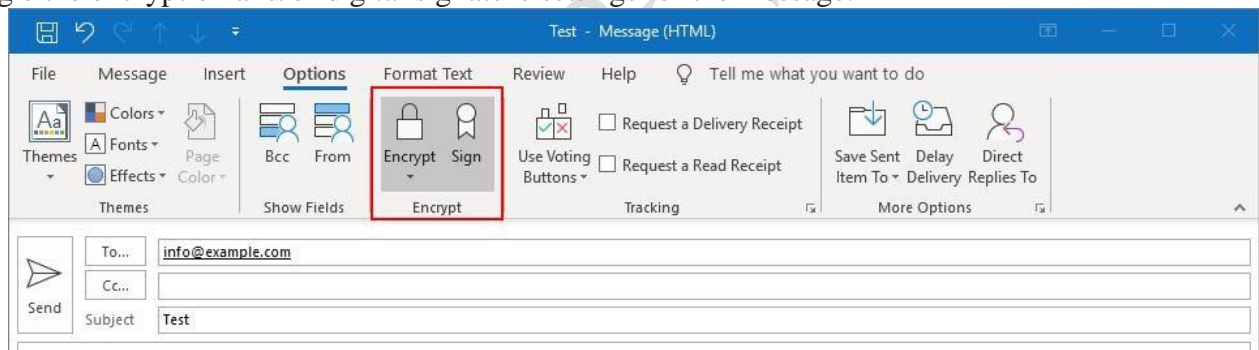 Test - Message (HTML)
File Message Insert Options Format Text Review Help Tell me what you want to do
Aa Colors Request a Delivery Receipt
A Fonts
Themes Page Bcc From Encrypt Sign Use Voting Request a Read Receipt Save Sent Delay Direct
Effects Color Buttons Item To Delivery Replies To
Themes Show Fields Encrypt Tracking More Options
To... info@example.com
Cc...
Send
Subject Test